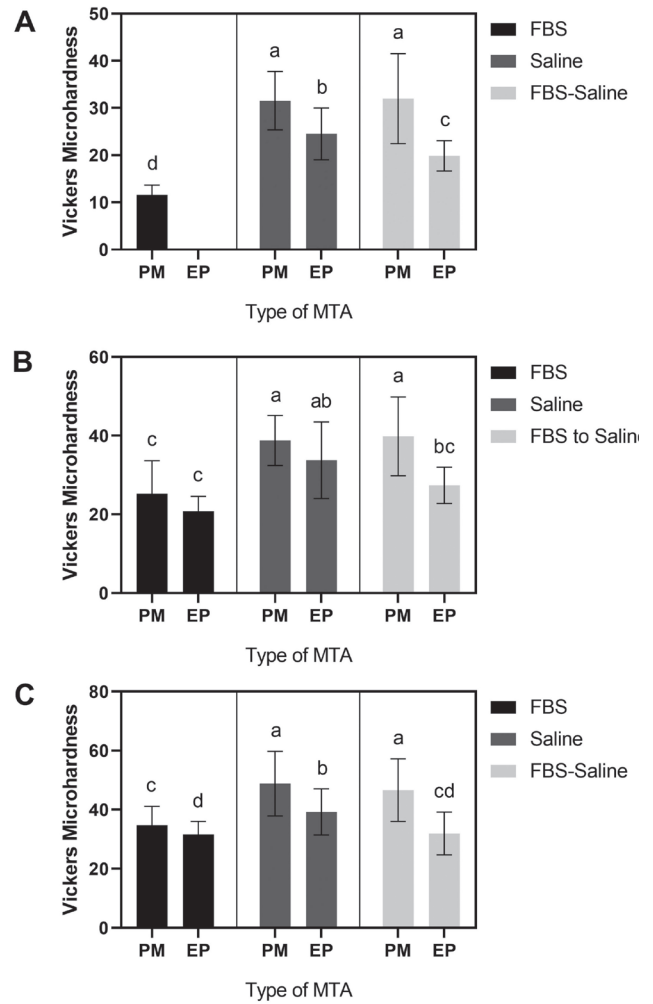 A
Vickers Microhardness
50
40
30
20
10
0
d
a
b
a
c
PM EP PM EP PM EP
Type of MTA
FBS
Saline
FBS-Saline
B
Vickers Microhardness
60
40
20
0
c
c
a
ab
a
bc
PM EP PM EP PM EP
Type of MTA
FBS
Saline
FBS to Salin
C
Vickers Microhardness
80
60
40
20
0
c
d
a
b
a
cd
PM EP PM EP PM EP
Type of MTA
FBS
Saline
FBS-Saline